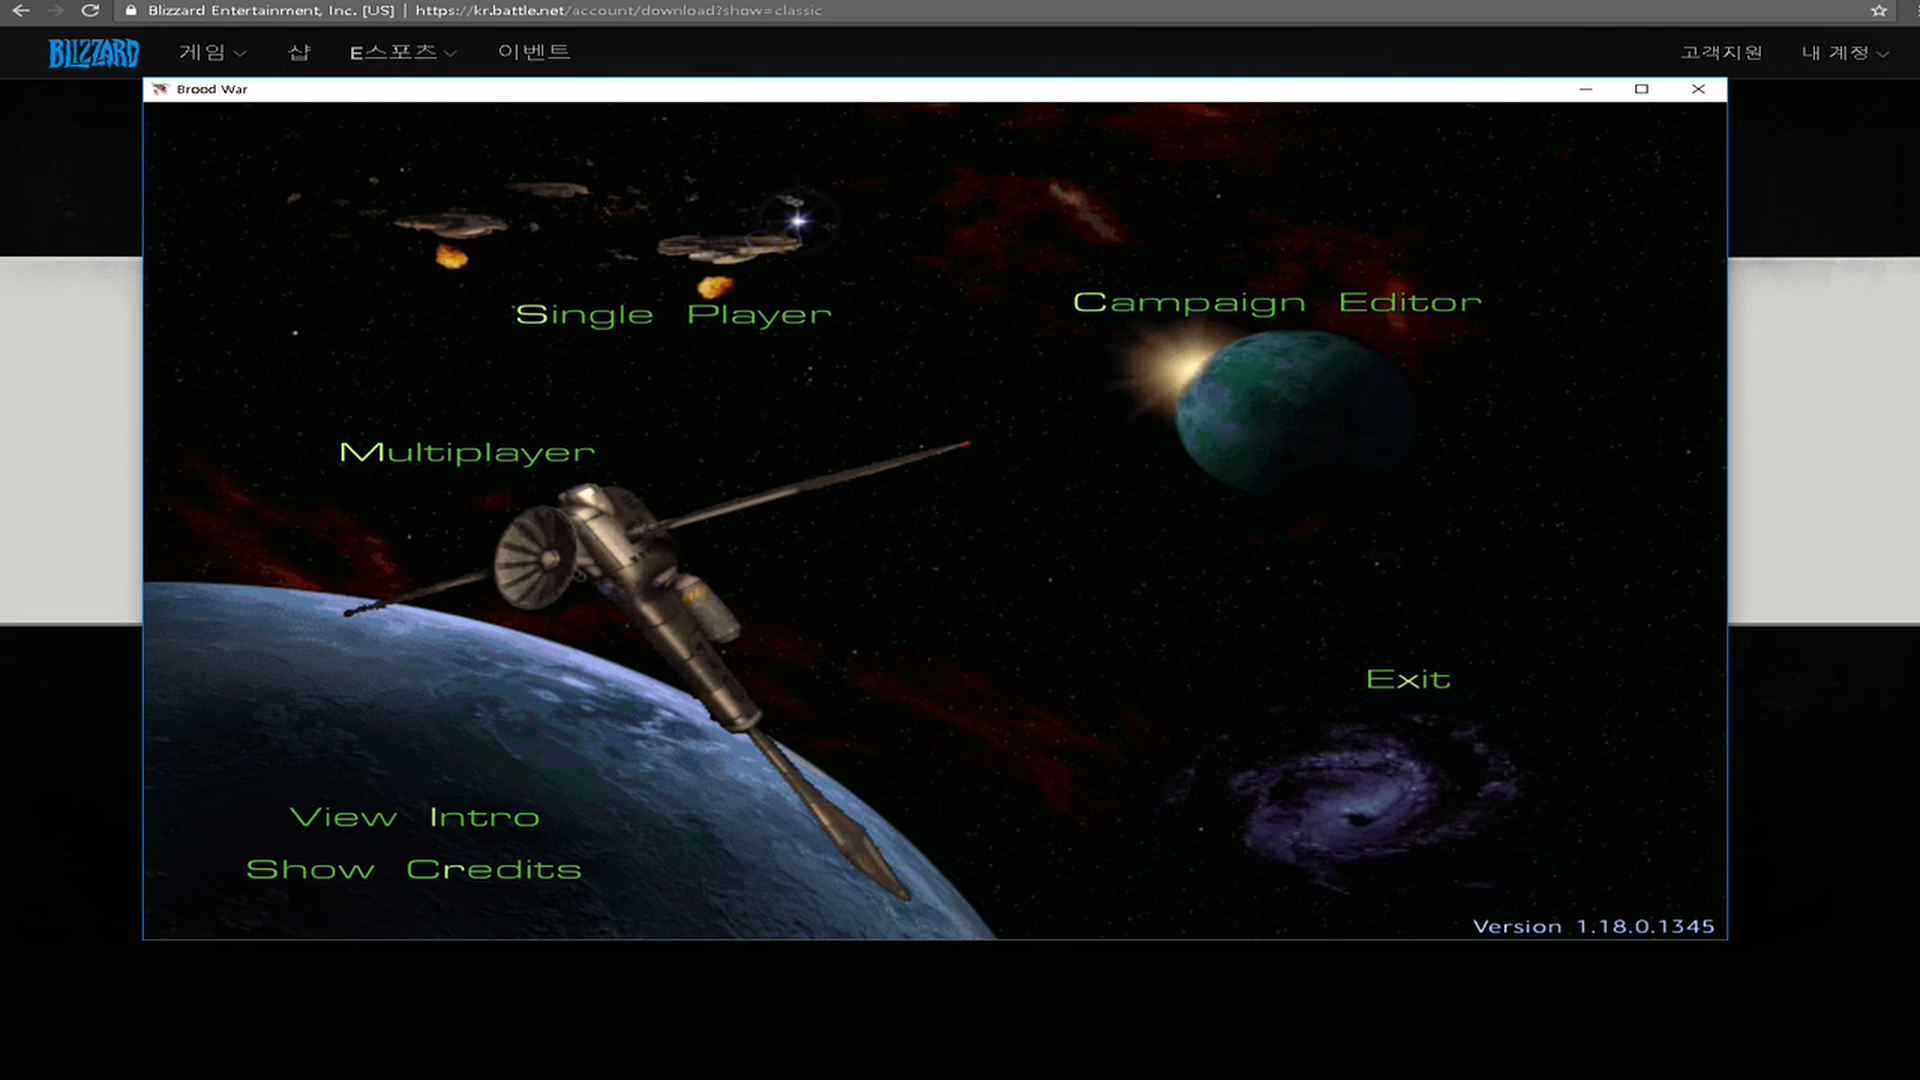 Blizzard Entertainment, Inc. [US] | https://kr.battle.net/account/download?show=classic
BLIZZARD 게임 샵 E스포츠 이벤트 고객지원 내 계정
Brood War
Single Player
Campaign Editor
Multiplayer
Exit
View Intro
Show Credits
Version 1.18.0.1345